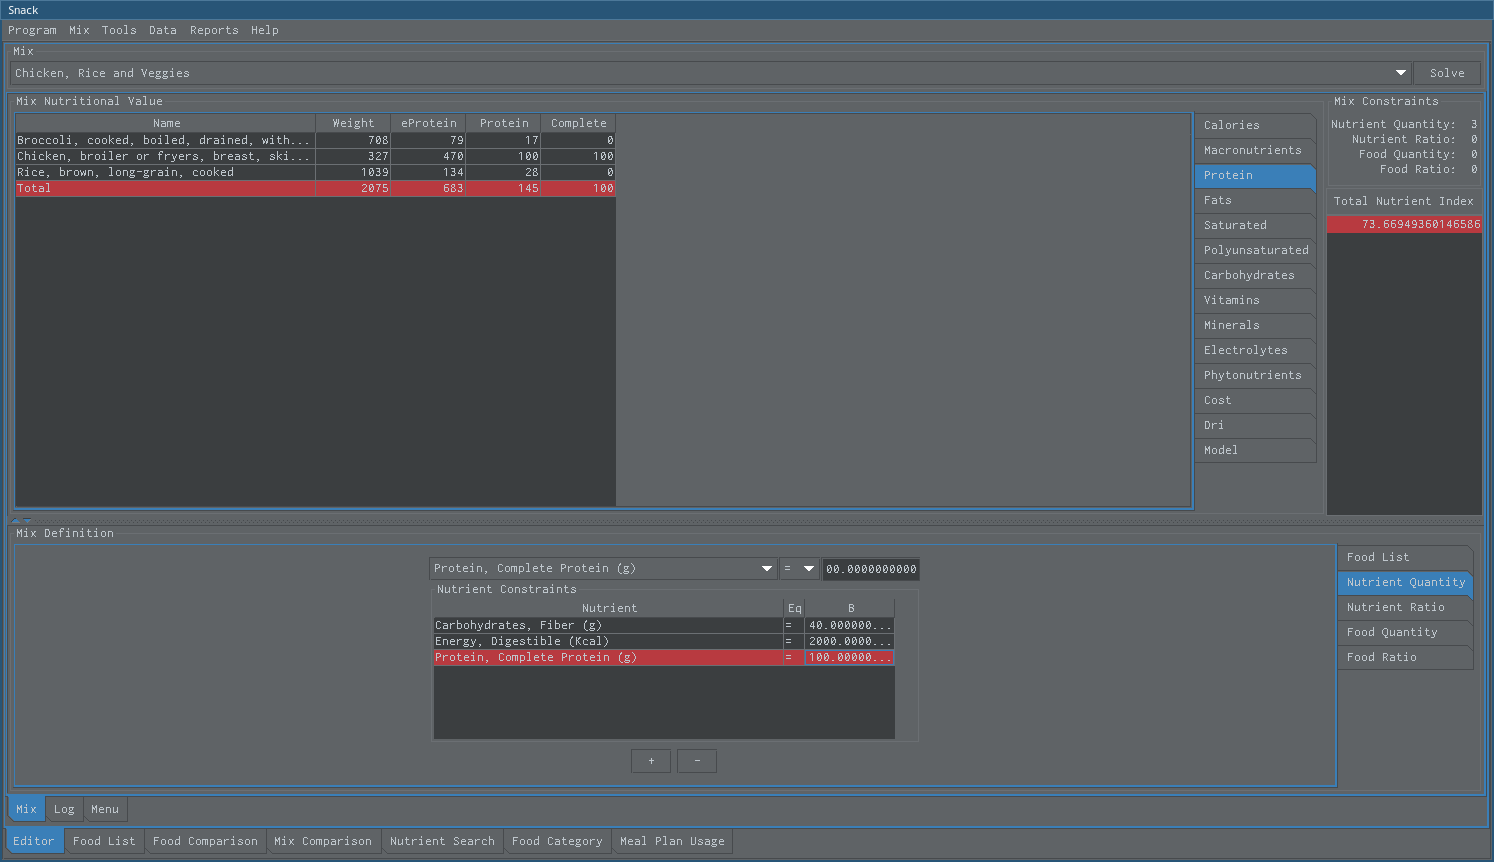 Snack
Program Mix Tools Data Reports Help
Mix
Chicken, Rice and Veggies Solve
Mix Nutritional Value
Name Weight eProtein Protein Complete
Broccoli, cooked, boiled, drained, with... 708 79 17 0
Chicken, broiler or fryers, breast, ski... 327 470 100 100
Rice, brown, long-grain, cooked 1039 134 28 0
Total 2075 683 145 100
Calories
Macronutrients
Protein
Fats
Saturated
Polyunsaturated
Carbohydrates
Vitamins
Minerals
Electrolytes
Phytonutrients
Cost
Dri
Model
Mix Constraints
Nutrient Quantity: 3
Nutrient Ratio: 0
Food Quantity: 0
Food Ratio: 0
Total Nutrient Index
73.66949360146586
Mix Definition
Protein, Complete Protein (g) = 00.0000000000
Nutrient Constraints
Nutrient Eq B
Carbohydrates, Fiber (g) = 40.000000...
Energy, Digestible (Kcal) = 2000.0000...
Protein, Complete Protein (g) = 100.00000...
+ -
Food List
Nutrient Quantity
Nutrient Ratio
Food Quantity
Food Ratio
Mix Log Menu
Editor Food List Food Comparison Mix Comparison Nutrient Search Food Category Meal Plan Usage